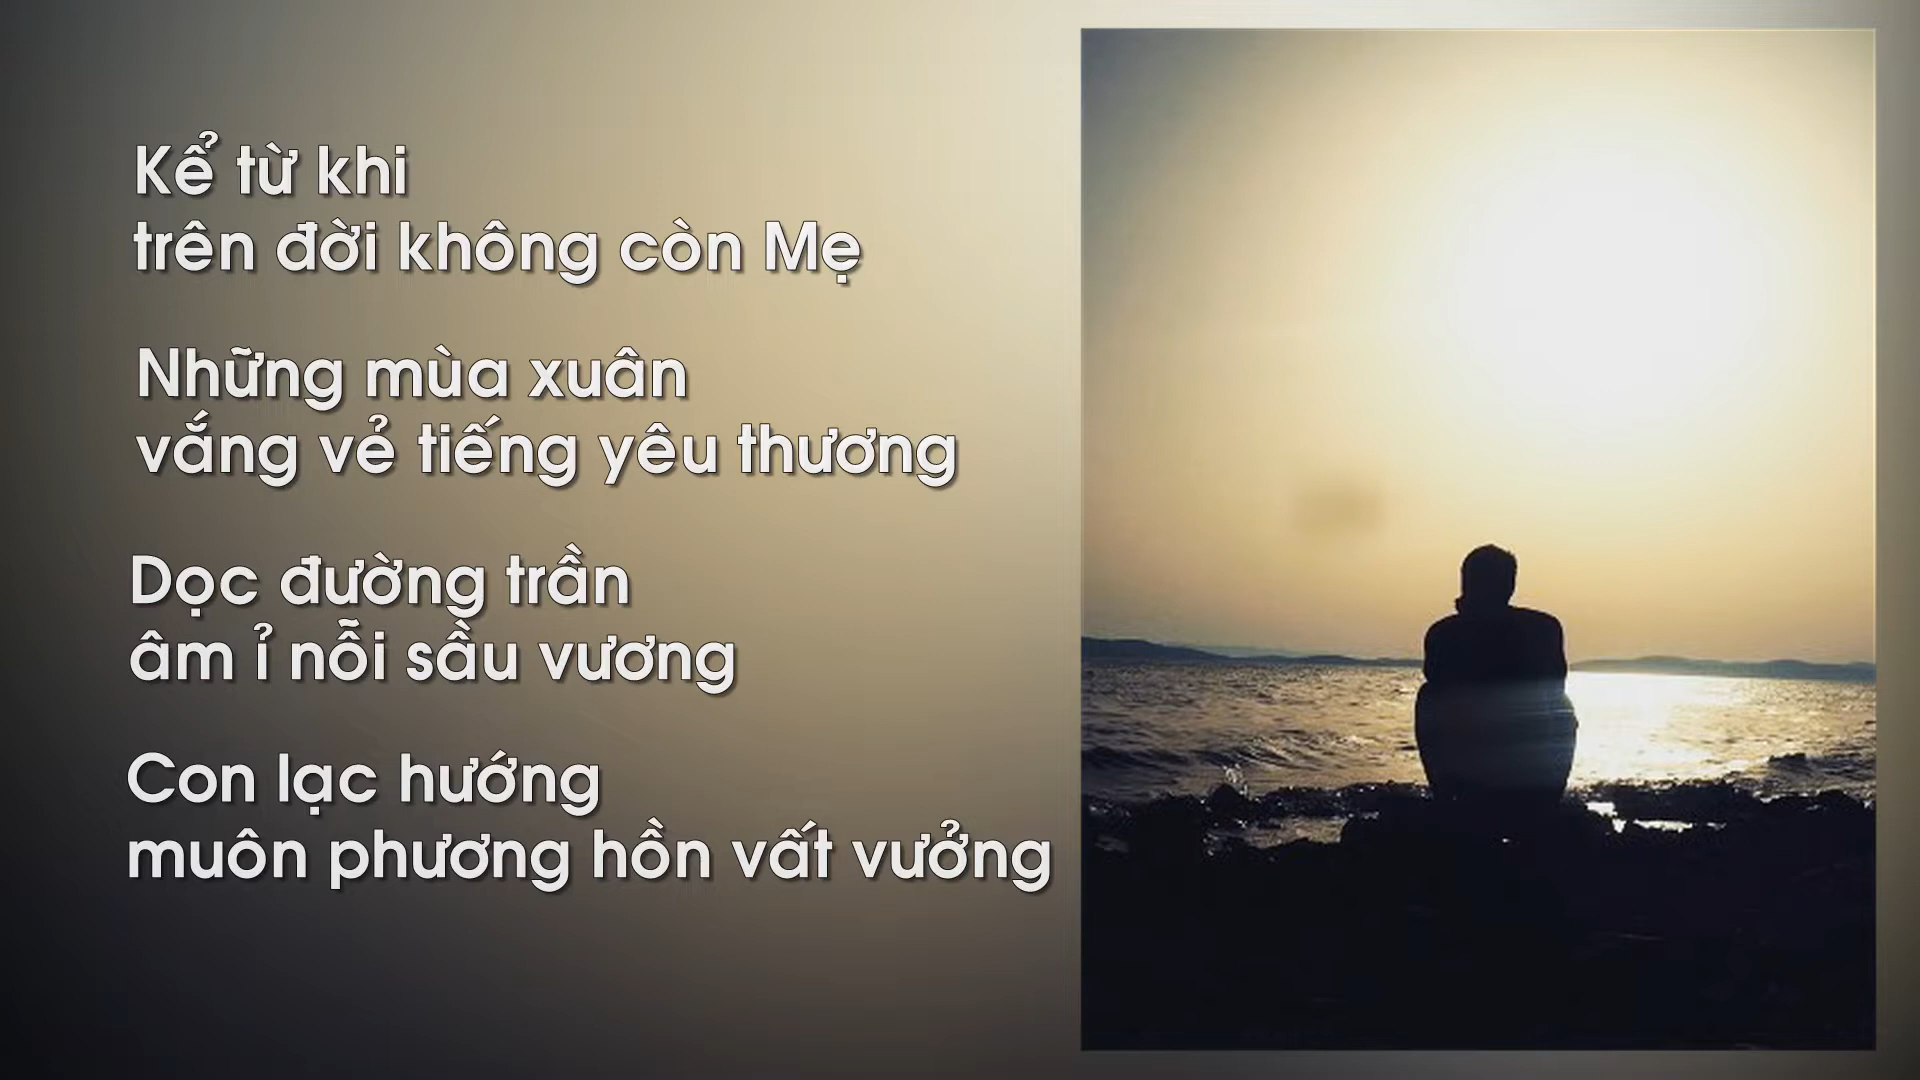 Kể từ khi
trên đời không còn Mẹ
Những mùa xuân
vắng vẻ tiếng yêu thương
Dọc đường trần
âm ỉ nỗi sầu vương
Con lạc hướng
muôn phương hồn vất vưởng